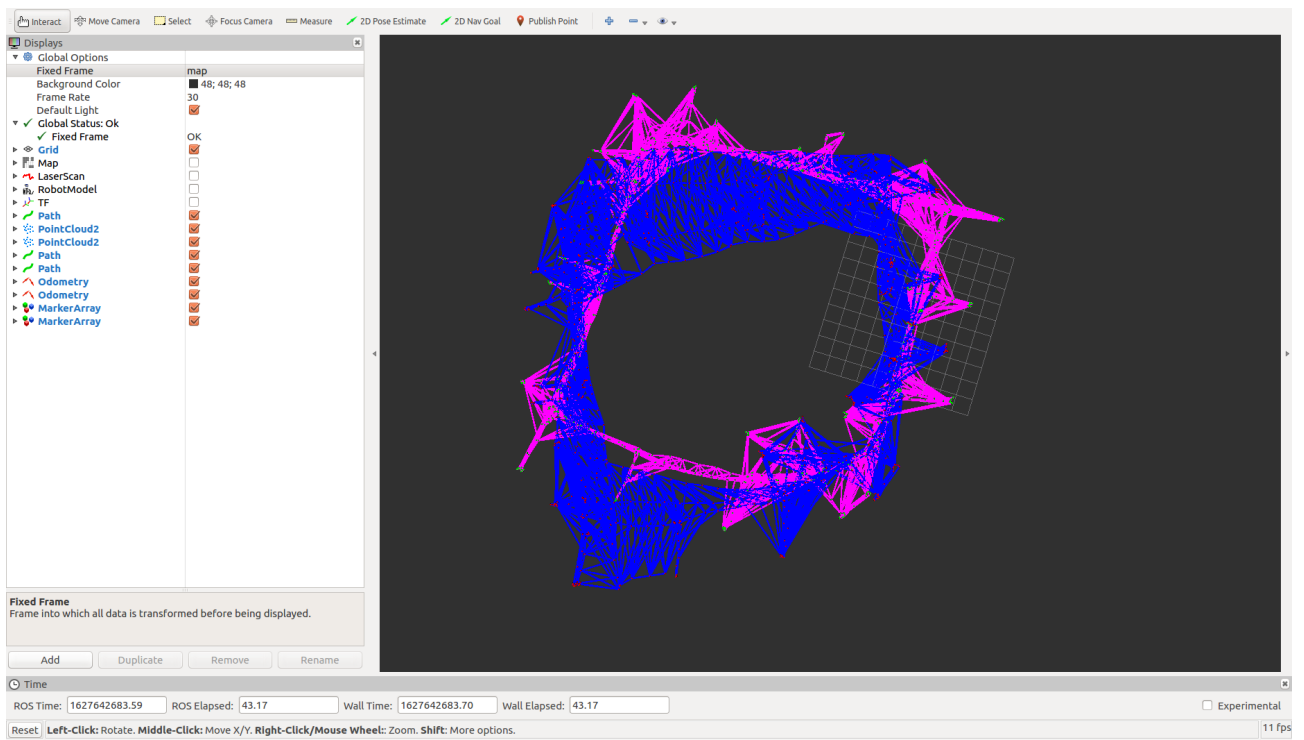 Interact Move Camera Select Focus Camera Measure 2D Pose Estimate 2D Nav Goal Publish Point
Displays
Global Options
Fixed Frame map
Background Color 48; 48; 48
Frame Rate 30
Default Light
Global Status: Ok
Fixed Frame OK
Grid
Map
LaserScan
RobotModel
TF
Path
PointCloud2
PointCloud2
Path
Path
Odometry
Odometry
MarkerArray
MarkerArray
Fixed Frame
Frame into which all data is transformed before being displayed.
Add Duplicate Remove Rename
Time
ROS Time: 1627642683.59 ROS Elapsed: 43.17 Wall Time: 1627642683.70 Wall Elapsed: 43.17 Experimental
Reset Left-Click: Rotate. Middle-Click: Move X/Y. Right-Click/Mouse Wheel:: Zoom. Shift: More options. 11 fps